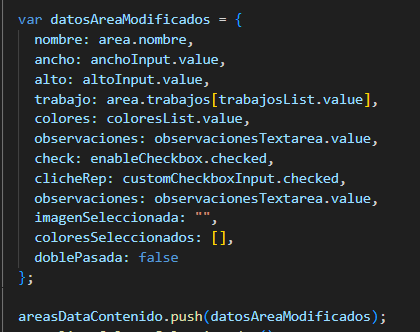 var datosAreaModificados = {
nombre: area.nombre,
ancho: anchoInput.value,
alto: altoInput.value,
trabajo: area.trabajos[trabajosList.value],
colores: coloresList.value,
observaciones: observacionesTextarea.value,
check: enableCheckbox.checked,
clicheRep: customCheckboxInput.checked,
observaciones: observacionesTextarea.value,
imagenSeleccionada: "",
coloresSeleccionados: [],
doblePasada: false
};
areasDataContenido.push(datosAreaModificados);